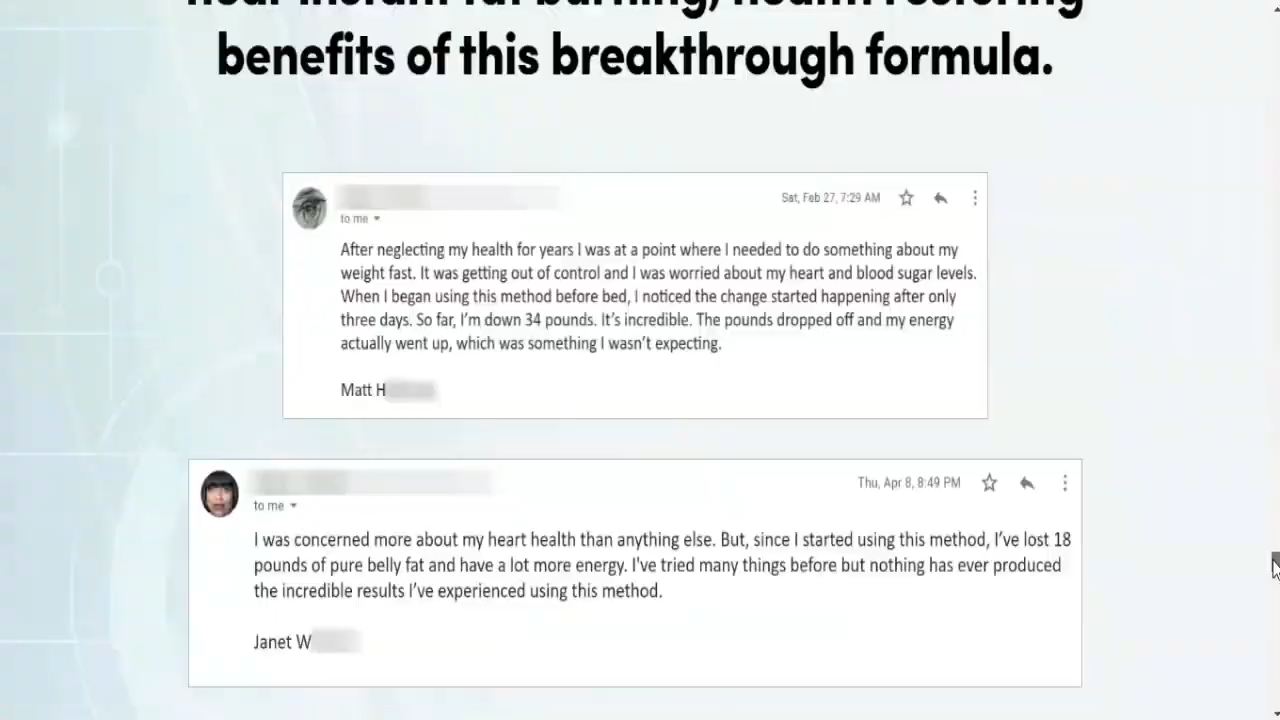 near instant fat burning, health restoring
benefits of this breakthrough formula.
Sat, Feb 27, 7:29 AM
to me
After neglecting my health for years I was at a point where I needed to do something about my
weight fast. It was getting out of control and I was worried about my heart and blood sugar levels.
When I began using this method before bed, I noticed the change started happening after only
three days. So far, I'm down 34 pounds. It's incredible. The pounds dropped off and my energy
actually went up, which was something I wasn't expecting.
Matt H
Thu, Apr 8, 8:49 PM
to me
I was concerned more about my heart health than anything else. But, since I started using this method, I've lost 18
pounds of pure belly fat and have a lot more energy. I've tried many things before but nothing has ever produced
the incredible results I've experienced using this method.
Janet W